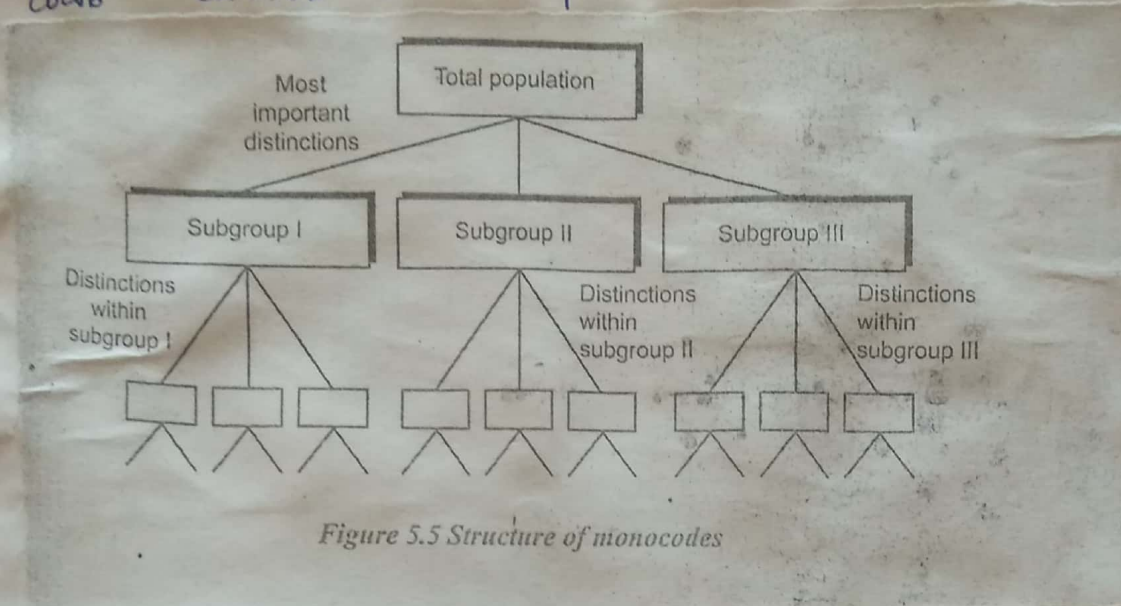 Total population
Most
important
distinctions
Subgroup I
Subgroup II
Subgroup III
Distinctions
within
subgroup I
Distinctions
within
subgroup II
Distinctions
within
subgroup III
Figure 5.5 Structure of monocodes